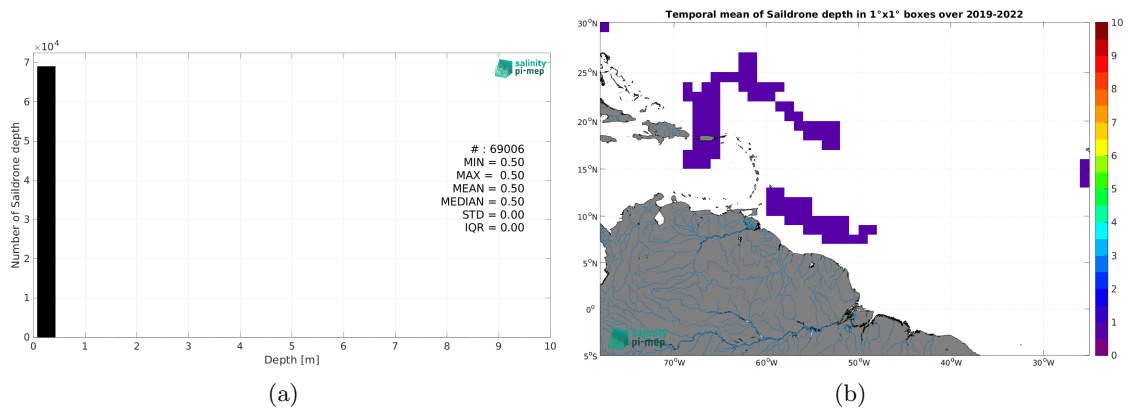 ×10⁴
7
6
5
4
3
2
1
0
Number of Saildrone depth
salinity
pi-mep
# : 69006
MIN = 0.50
MAX = 0.50
MEAN = 0.50
MEDIAN = 0.50
STD = 0.00
IQR = 0.00
0 1 2 3 4 5 6 7 8 9 10
Depth [m]
(a)
Temporal mean of Saildrone depth in 1°x1° boxes over 2019-2022
30°N
25°N
20°N
15°N
10°N
5°N
0°
5°S
salinity
pi-mep
70°W 60°W 50°W 40°W 30°W
10
9
8
7
6
5
4
3
2
1
0
(b)